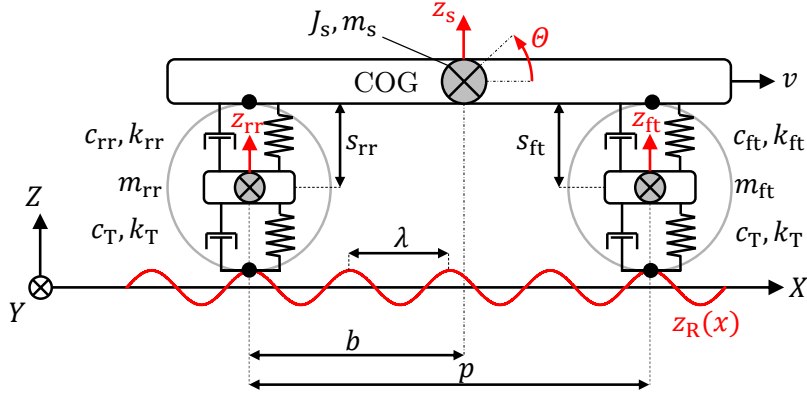 z_s
J_s, m_s
Θ
COG
v
c_rr, k_rr
z_rr
s_rr
s_ft
z_ft
c_ft, k_ft
m_rr
m_ft
Z
c_T, k_T
λ
c_T, k_T
Y
X
z_R(x)
b
p